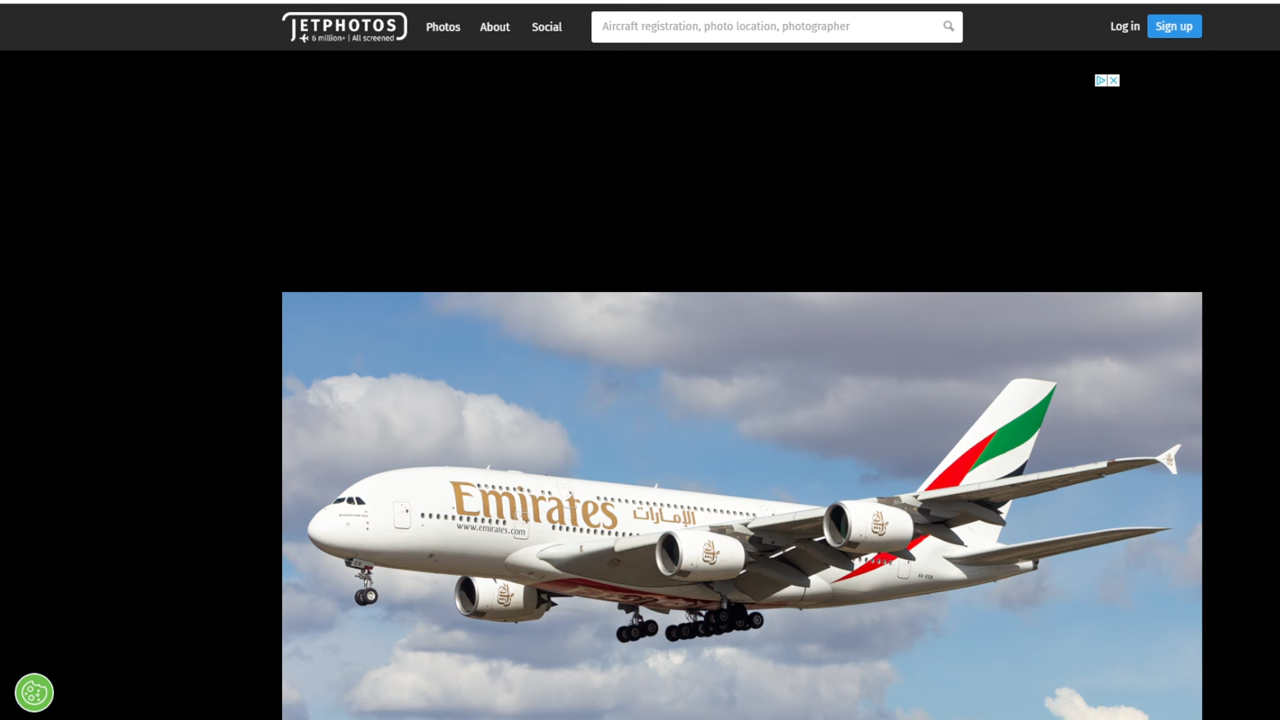 JETPHOTOS
6 million+ | All screened
Photos
About
Social
Aircraft registration, photo location, photographer
Log in
Sign up
Emirates
الإمارات
www.emirates.com